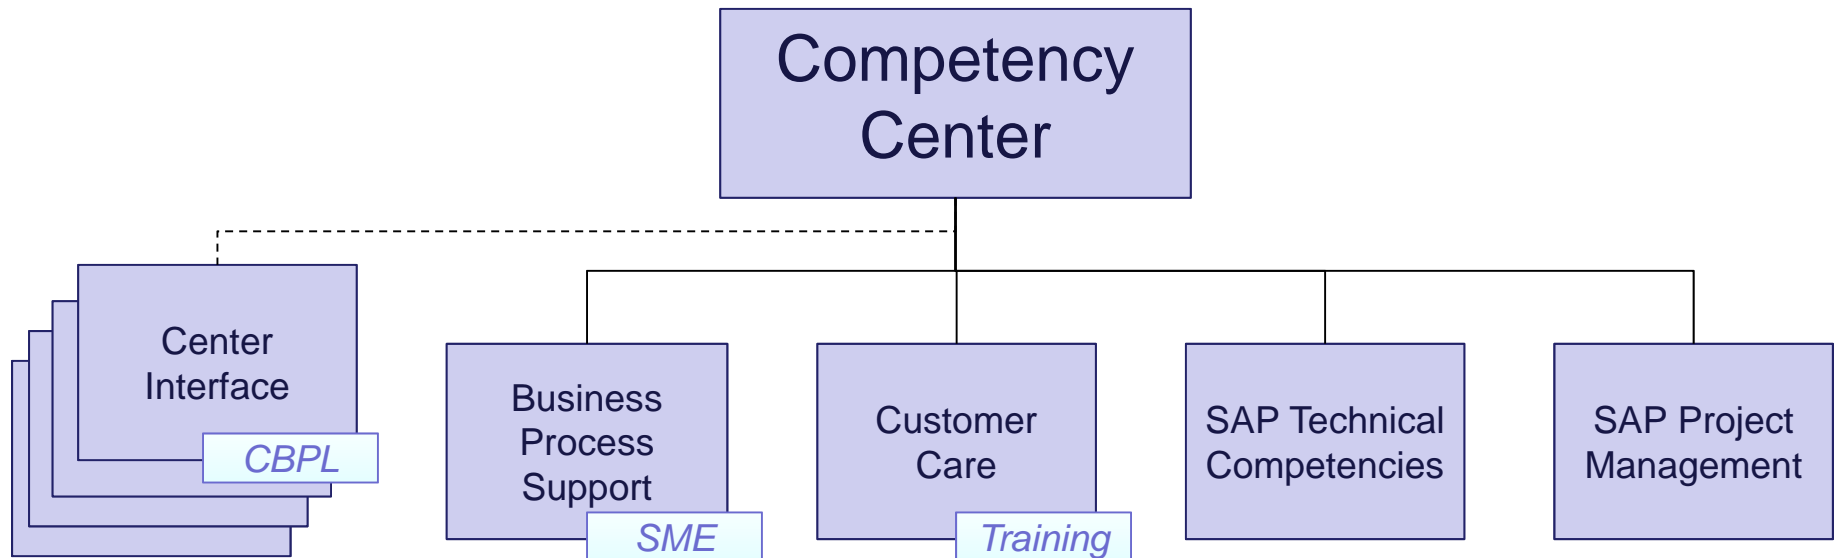 Competency
Center
Center
Interface
CBPL
Business
Process
Support
SME
Customer
Care
Training
SAP Technical
Competencies
SAP Project
Management